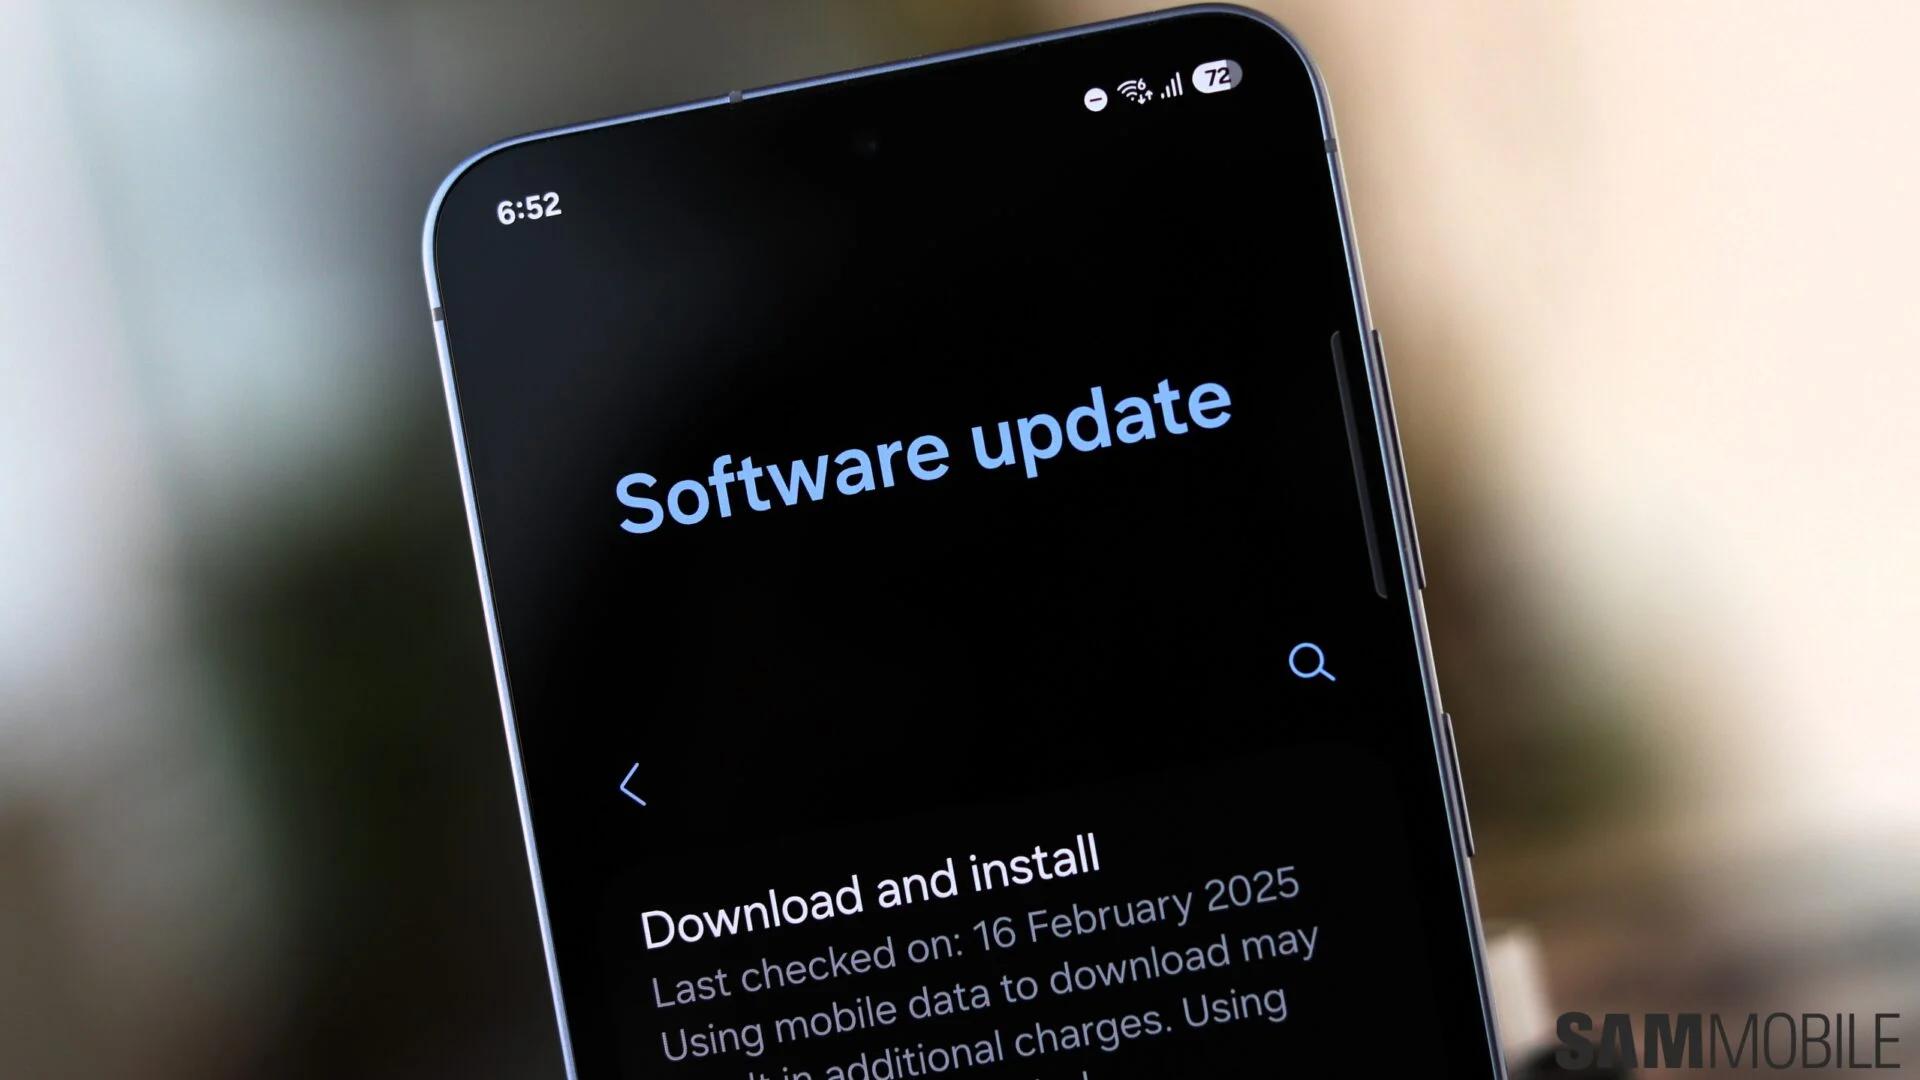 6:52
6
72
Software update
Download and install
Last checked on: 16 February 2025
Using mobile data to download may
in additional charges. Using
SAMMOBILE